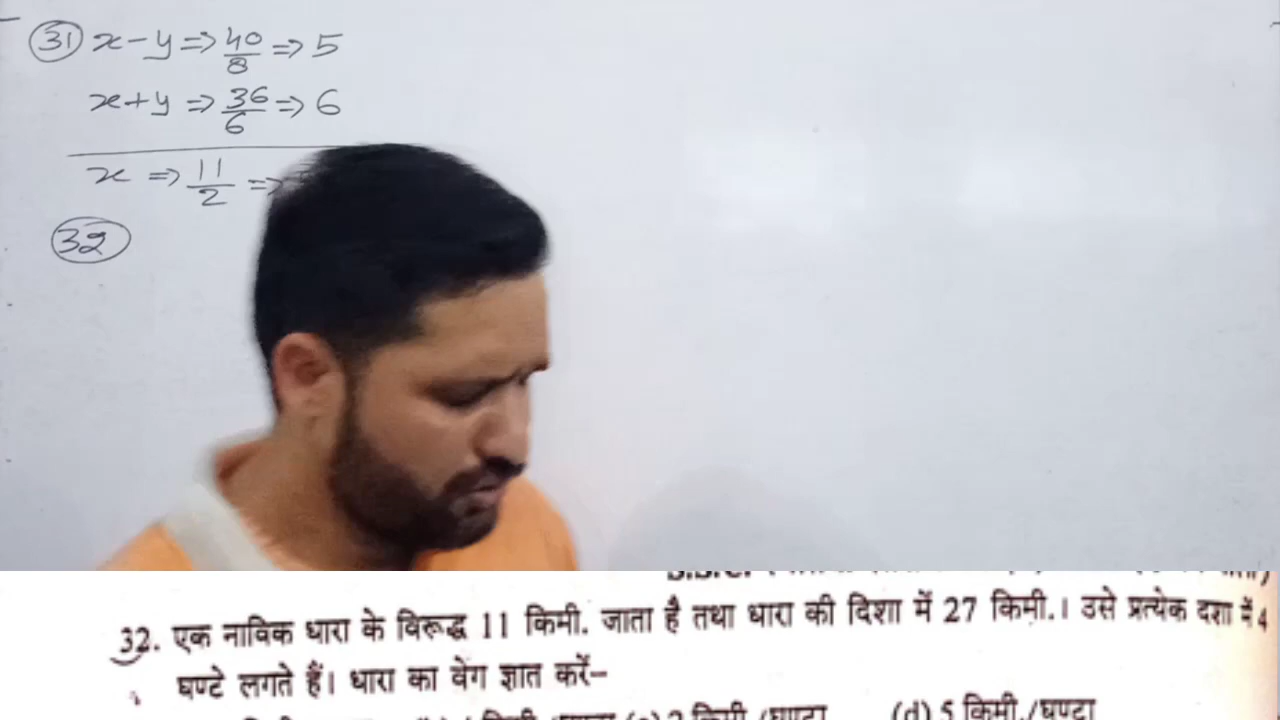 (31) x - y => 40/8 => 5
x + y => 36/6 => 6
x => 11/2 =>
(32)
32. एक नाविक धारा के विरूद्ध 11 किमी. जाता है तथा धारा की दिशा में 27 किमी.। उसे प्रत्येक दशा में 4
घण्टे लगते हैं। धारा का वेग ज्ञात करें–
(d) 5 किमी./घण्टा